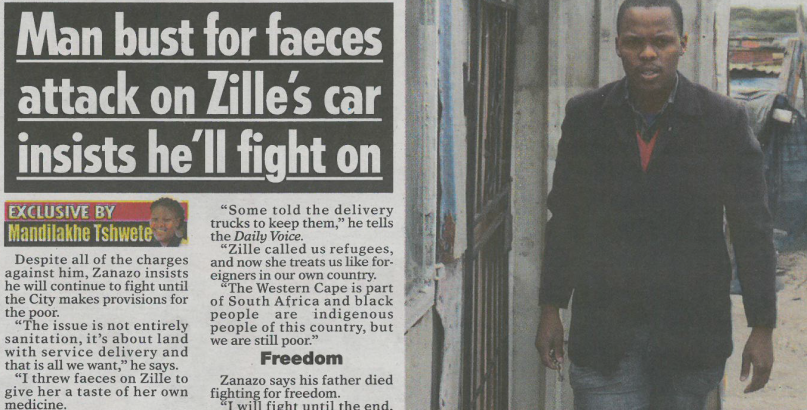 Man bust for faeces
attack on Zille's car
insists he'll fight on
EXCLUSIVE BY
Mandilakhe Tshwete
Despite all of the charges
against him, Zanazo insists
he will continue to fight until
the City makes provisions for
the poor.
"The issue is not entirely
sanitation, it's about land
with service delivery and
that is all we want," he says.
"I threw faeces on Zille to
give her a taste of her own
medicine.
"Some told the delivery
trucks to keep them," he tells
the Daily Voice.
"Zille called us refugees,
and now she treats us like for-
eigners in our own country.
"The Western Cape is part
of South Africa and black
people are indigenous
people of this country, but
we are still poor."
Freedom
Zanazo says his father died
fighting for freedom.
"I will fight until the end,